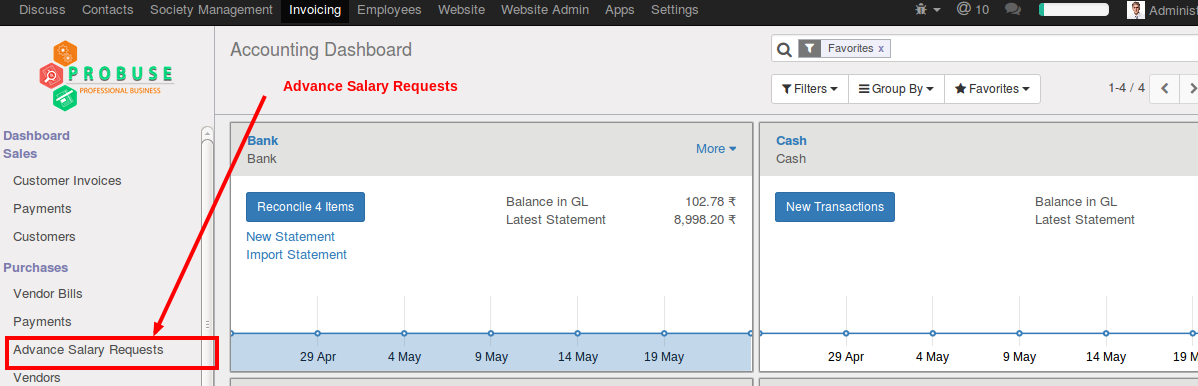 Discuss Contacts Society Management Invoicing Employees Website Website Admin Apps Settings @ 10 Administ
PROBUSE
PROFESSIONAL BUSINESS
Accounting Dashboard
Favorites x
Advance Salary Requests
Filters Group By Favorites 1-4 / 4
Dashboard
Sales
Customer Invoices
Payments
Customers
Purchases
Vendor Bills
Payments
Advance Salary Requests
Vendors
Bank
Bank
More
Reconcile 4 Items
New Statement
Import Statement
Balance in GL 102.78 ₹
Latest Statement 8,998.20 ₹
29 Apr 4 May 9 May 14 May 19 May
Cash
Cash
New Transactions
Balance in GL
Latest Statement
29 Apr 4 May 9 May 14 May 19 M